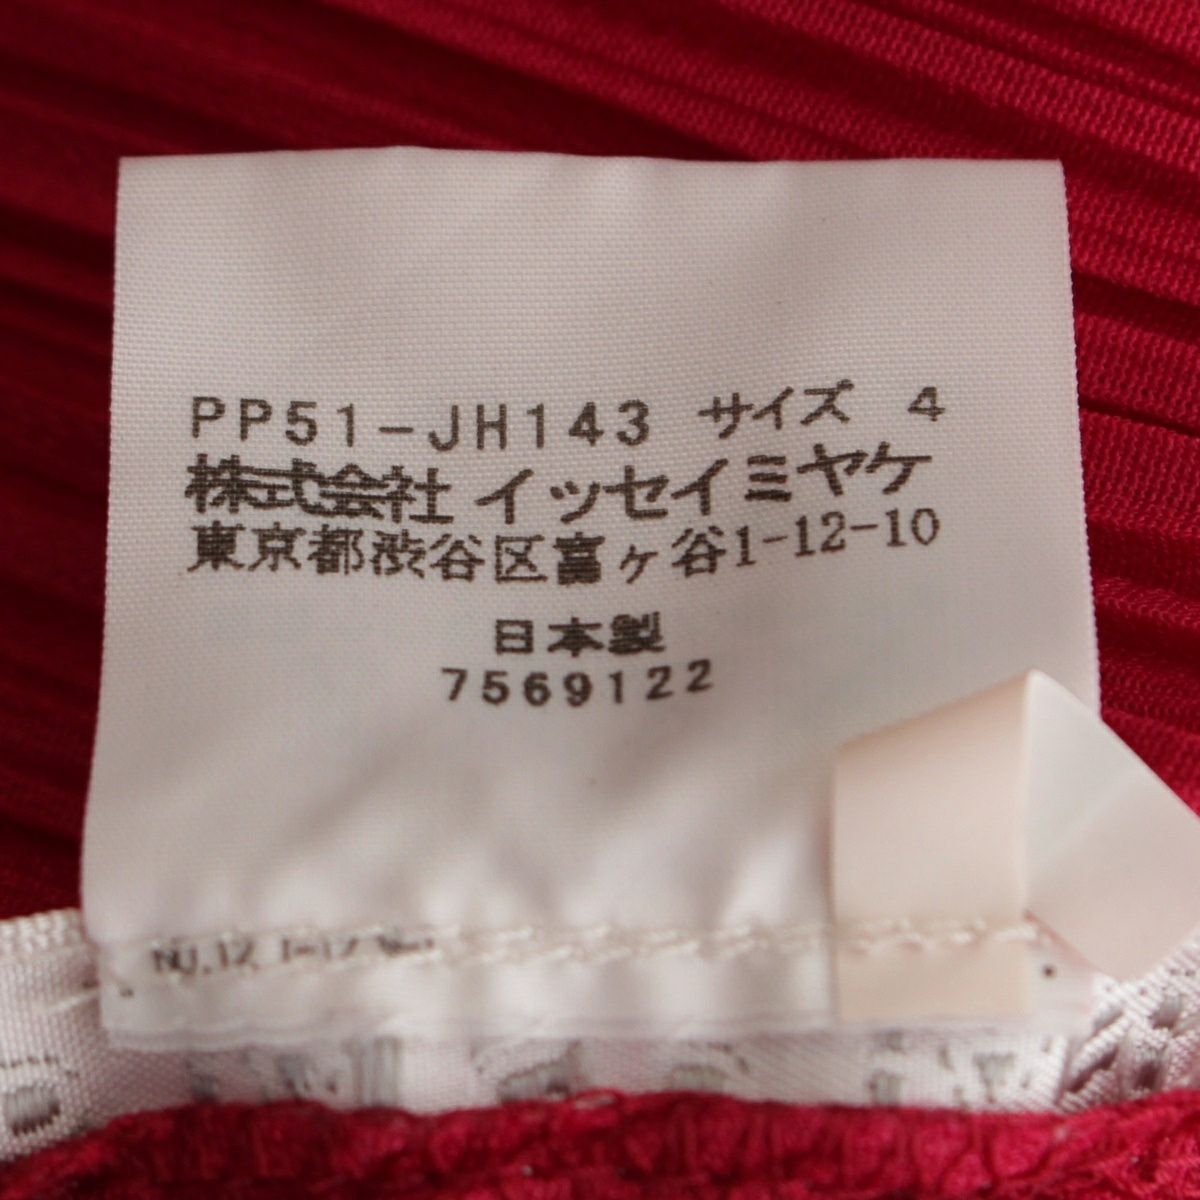 PP51-JH143 サイズ 4
株式会社 イッセイミヤケ
東京都渋谷区富ヶ谷1-12-10
日本製
7569122